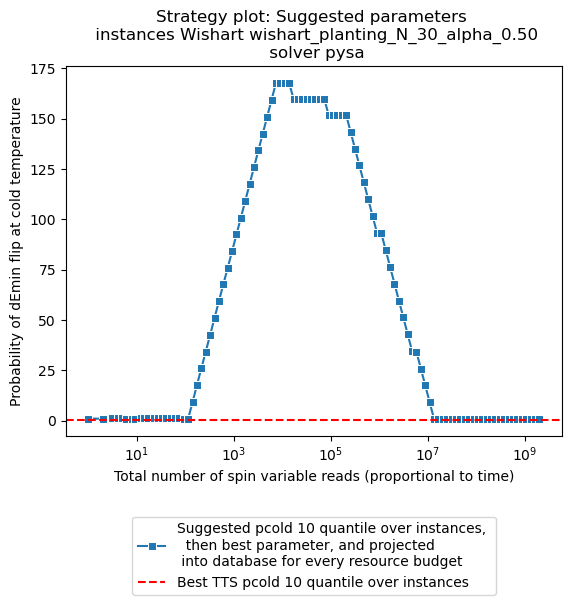 Strategy plot: Suggested parameters
instances Wishart wishart_planting_N_30_alpha_0.50
solver pysa
Probability of dEmin flip at cold temperature
175
150
125
100
75
50
25
0
10^1
10^3
10^5
10^7
10^9
Total number of spin variable reads (proportional to time)
Suggested pcold 10 quantile over instances,
then best parameter, and projected
into database for every resource budget
Best TTS pcold 10 quantile over instances